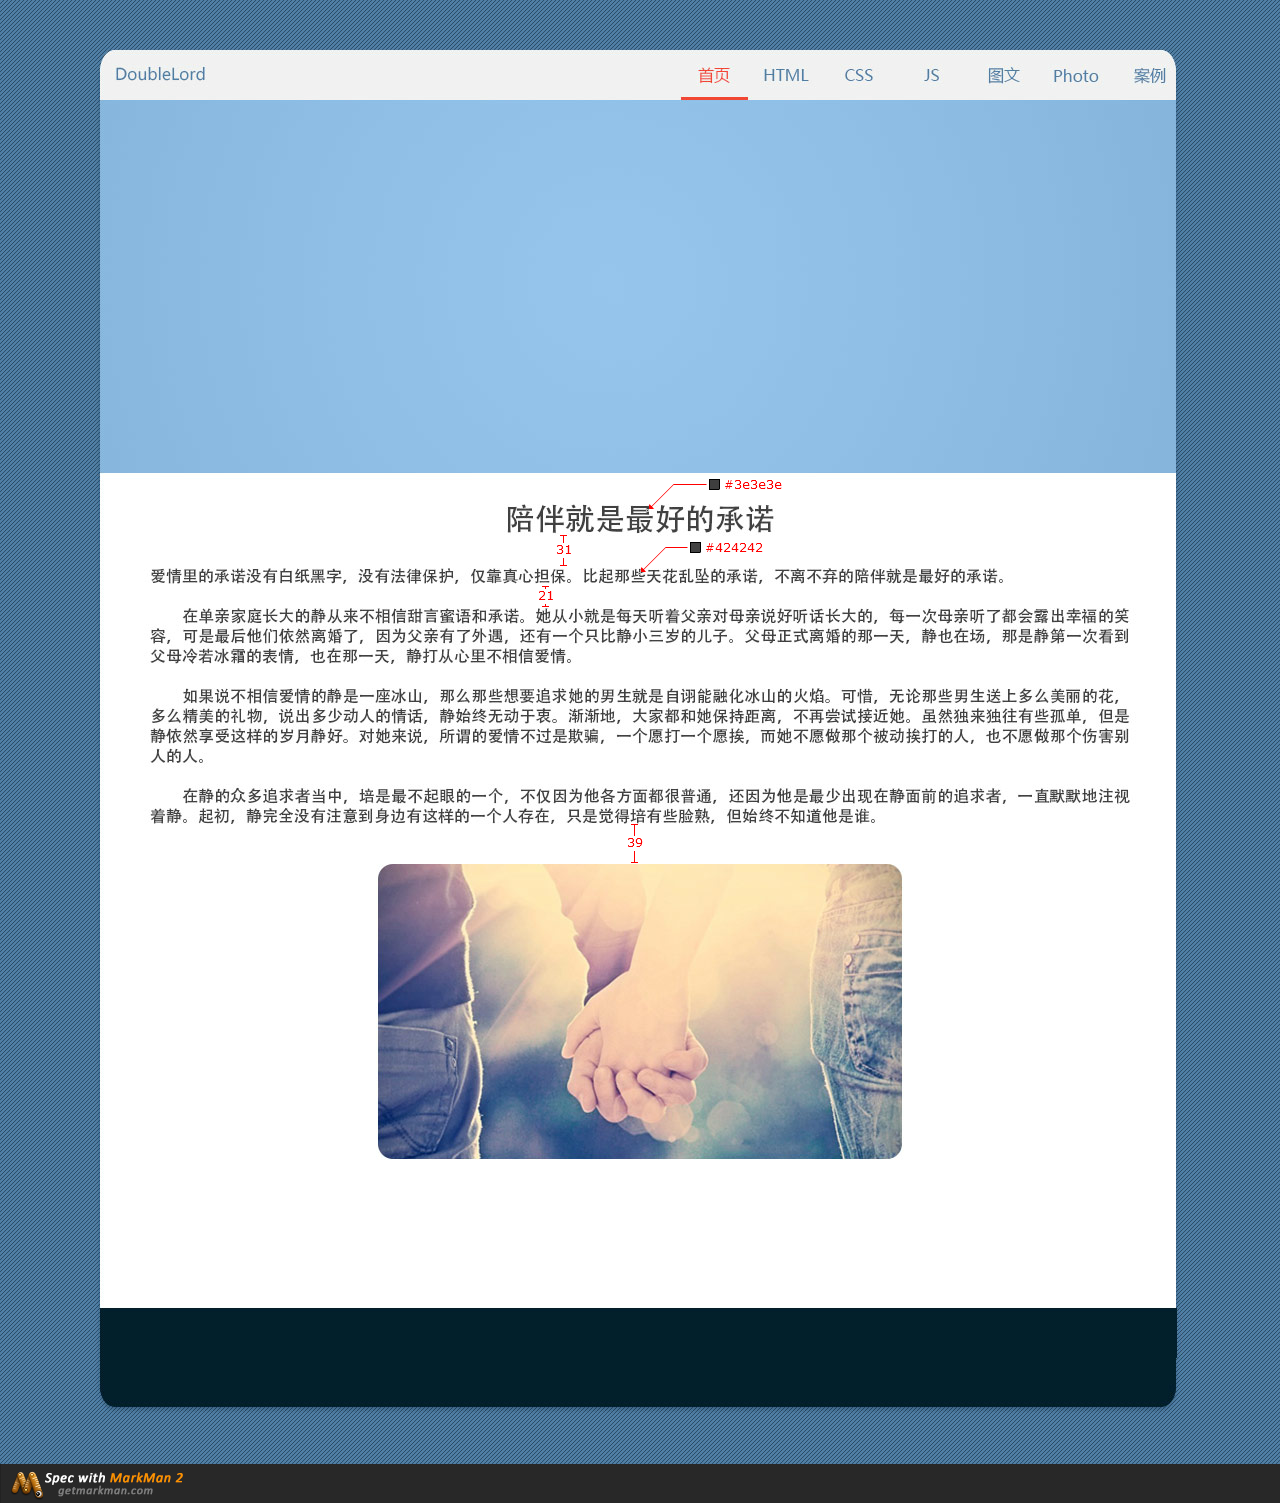 DoubleLord 首页 HTML CSS JS 图文 Photo 案例
#3e3e3e
陪伴就是最好的承诺
31
#424242
爱情里的承诺没有白纸黑字，没有法律保护，仅靠真心担保。比起那些天花乱坠的承诺，不离不弃的陪伴就是最好的承诺。
21
在单亲家庭长大的静从来不相信甜言蜜语和承诺。她从小就是每天听着父亲对母亲说好听话长大的，每一次母亲听了都会露出幸福的笑
容，可是最后他们依然离婚了，因为父亲有了外遇，还有一个只比静小三岁的儿子。父母正式离婚的那一天，静也在场，那是静第一次看到
父母冷若冰霜的表情，也在那一天，静打从心里不相信爱情。
如果说不相信爱情的静是一座冰山，那么那些想要追求她的男生就是自诩能融化冰山的火焰。可惜，无论那些男生送上多么美丽的花，
多么精美的礼物，说出多少动人的情话，静始终无动于衷。渐渐地，大家都和她保持距离，不再尝试接近她。虽然独来独往有些孤单，但是
静依然享受这样的岁月静好。对她来说，所谓的爱情不过是欺骗，一个愿打一个愿挨，而她不愿做那个被动挨打的人，也不愿做那个伤害别
人的人。
在静的众多追求者当中，培是最不起眼的一个，不仅因为他各方面都很普通，还因为他是最少出现在静面前的追求者，一直默默地注视
着静。起初，静完全没有注意到身边有这样的一个人存在，只是觉得培有些脸熟，但始终不知道他是谁。
39
Spec with MarkMan 2
getmarkman.com